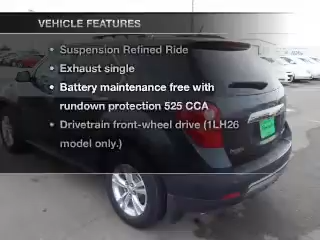 VEHICLE FEATURES
• Suspension Refined Ride
• Exhaust single
• Battery maintenance free with
rundown protection 525 CCA
• Drivetrain front-wheel drive (1LH26
model only.)